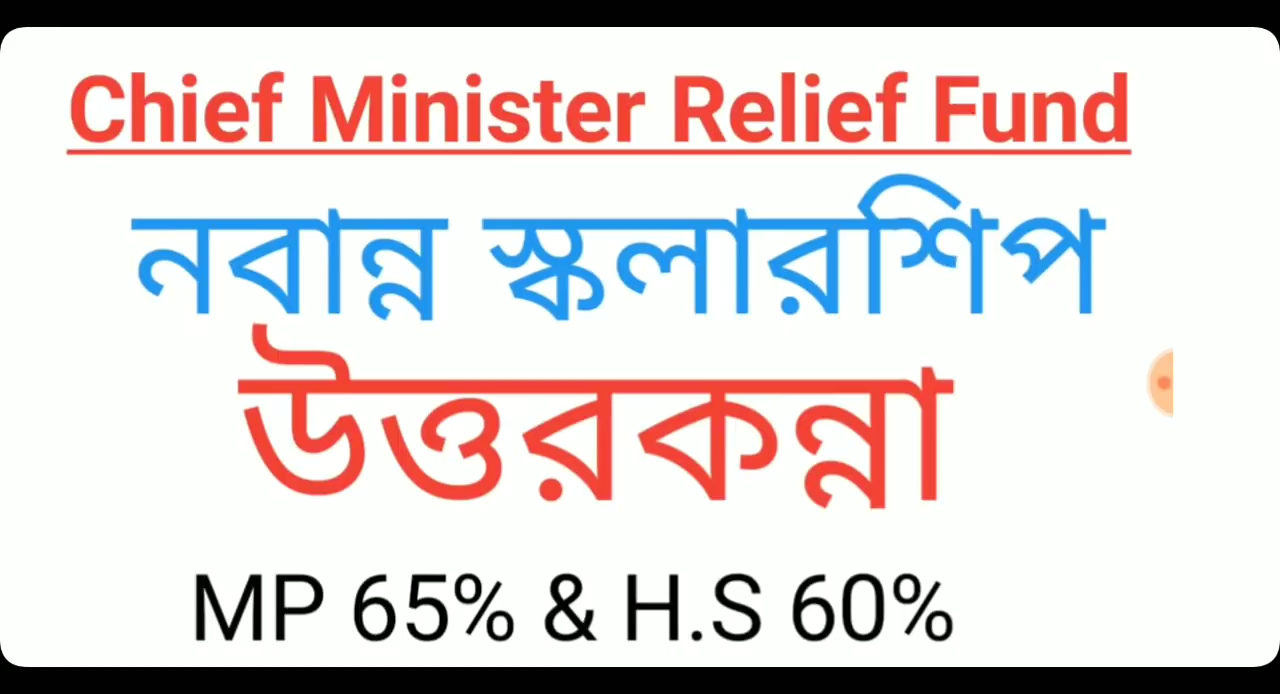 Chief Minister Relief Fund
নবান্ন স্কলারশিপ
উত্তরকন্না
MP 65% & H.S 60%